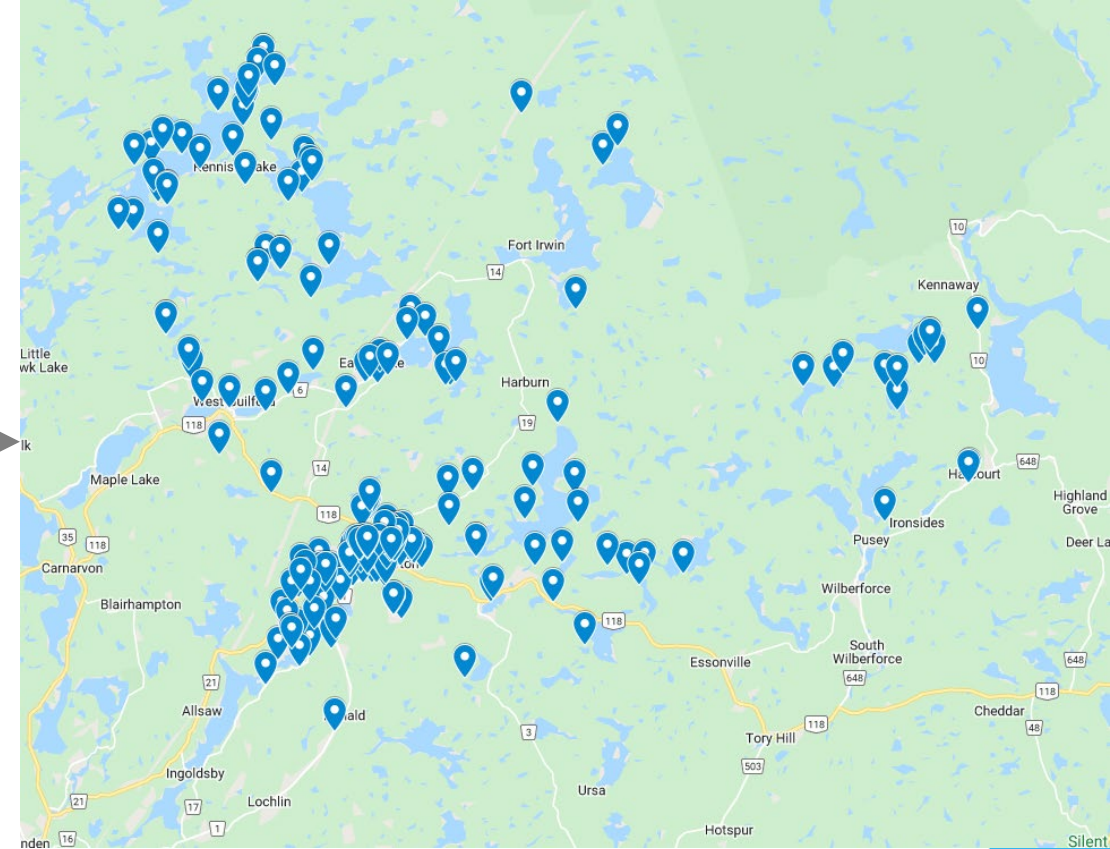 Kennis Lake
Fort Irwin
14
10
Kennaway
Little
wk Lake
10
Harburn
6
West Guilford
118
19
lk
14
Maple Lake
648
Harcourt
118
Highland
Grove
35
118
Ironsides
Pusey
Deer La
Carnarvon
ton
Wilberforce
Blairhampton
118
South
Wilberforce
Essonville
648
648
21
118
Allsaw
Cheddar
118
48
3
Tory Hill
503
Ingoldsby
Ursa
21
17
Lochlin
1
Hotspur
16
nden
Silent